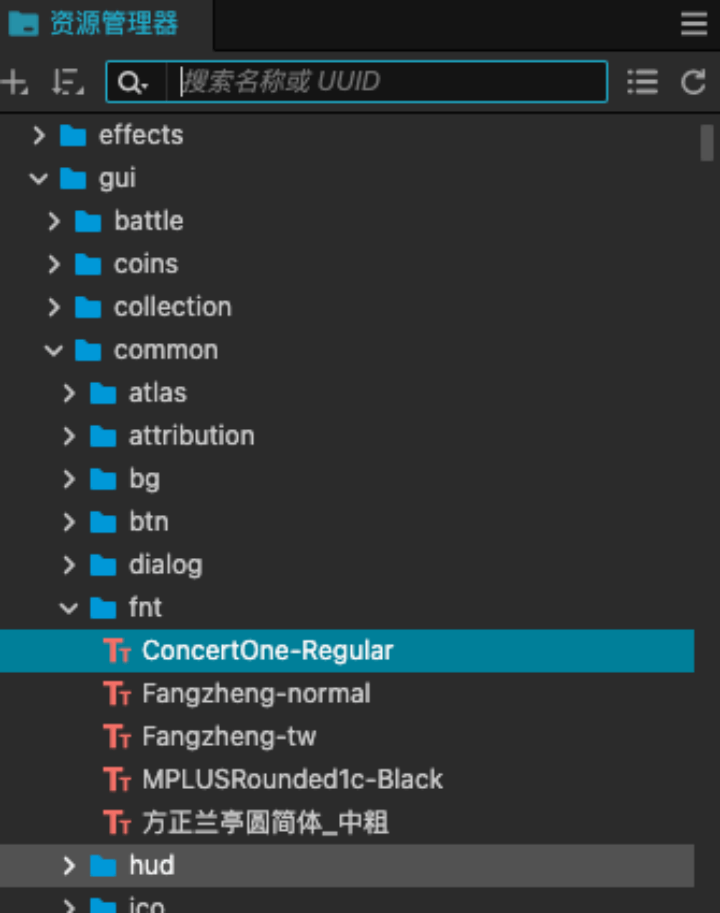 资源管理器
搜索名称或 UUID
effects
gui
battle
coins
collection
common
atlas
attribution
bg
btn
dialog
fnt
ConcertOne-Regular
Fangzheng-normal
Fangzheng-tw
MPLUSRounded1c-Black
方正兰亭圆简体_中粗
hud
ico